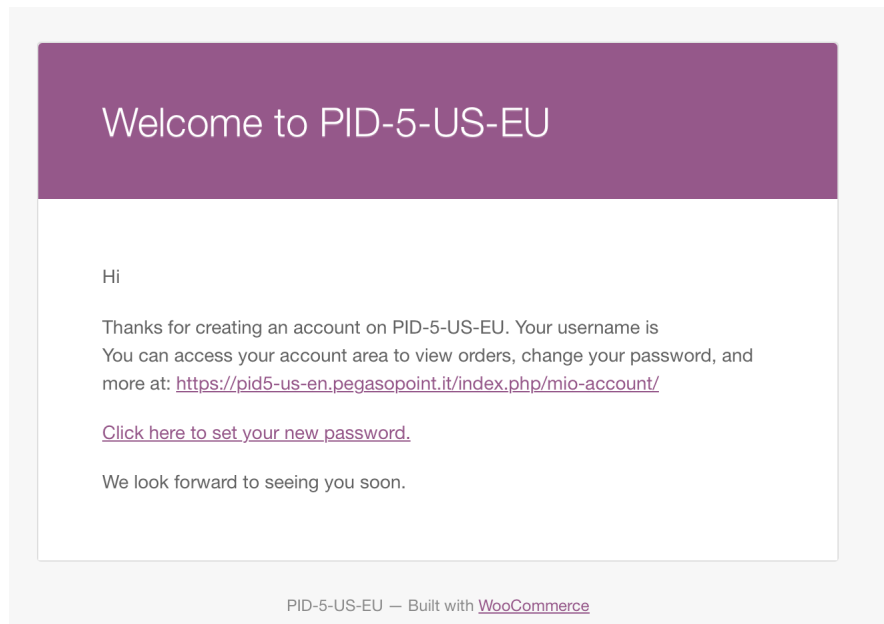 Welcome to PID-5-US-EU
Hi
Thanks for creating an account on PID-5-US-EU. Your username is
You can access your account area to view orders, change your password, and
more at: https://pid5-us-en.pegasopoint.it/index.php/mio-account/
Click here to set your new password.
We look forward to seeing you soon.
PID-5-US-EU — Built with WooCommerce